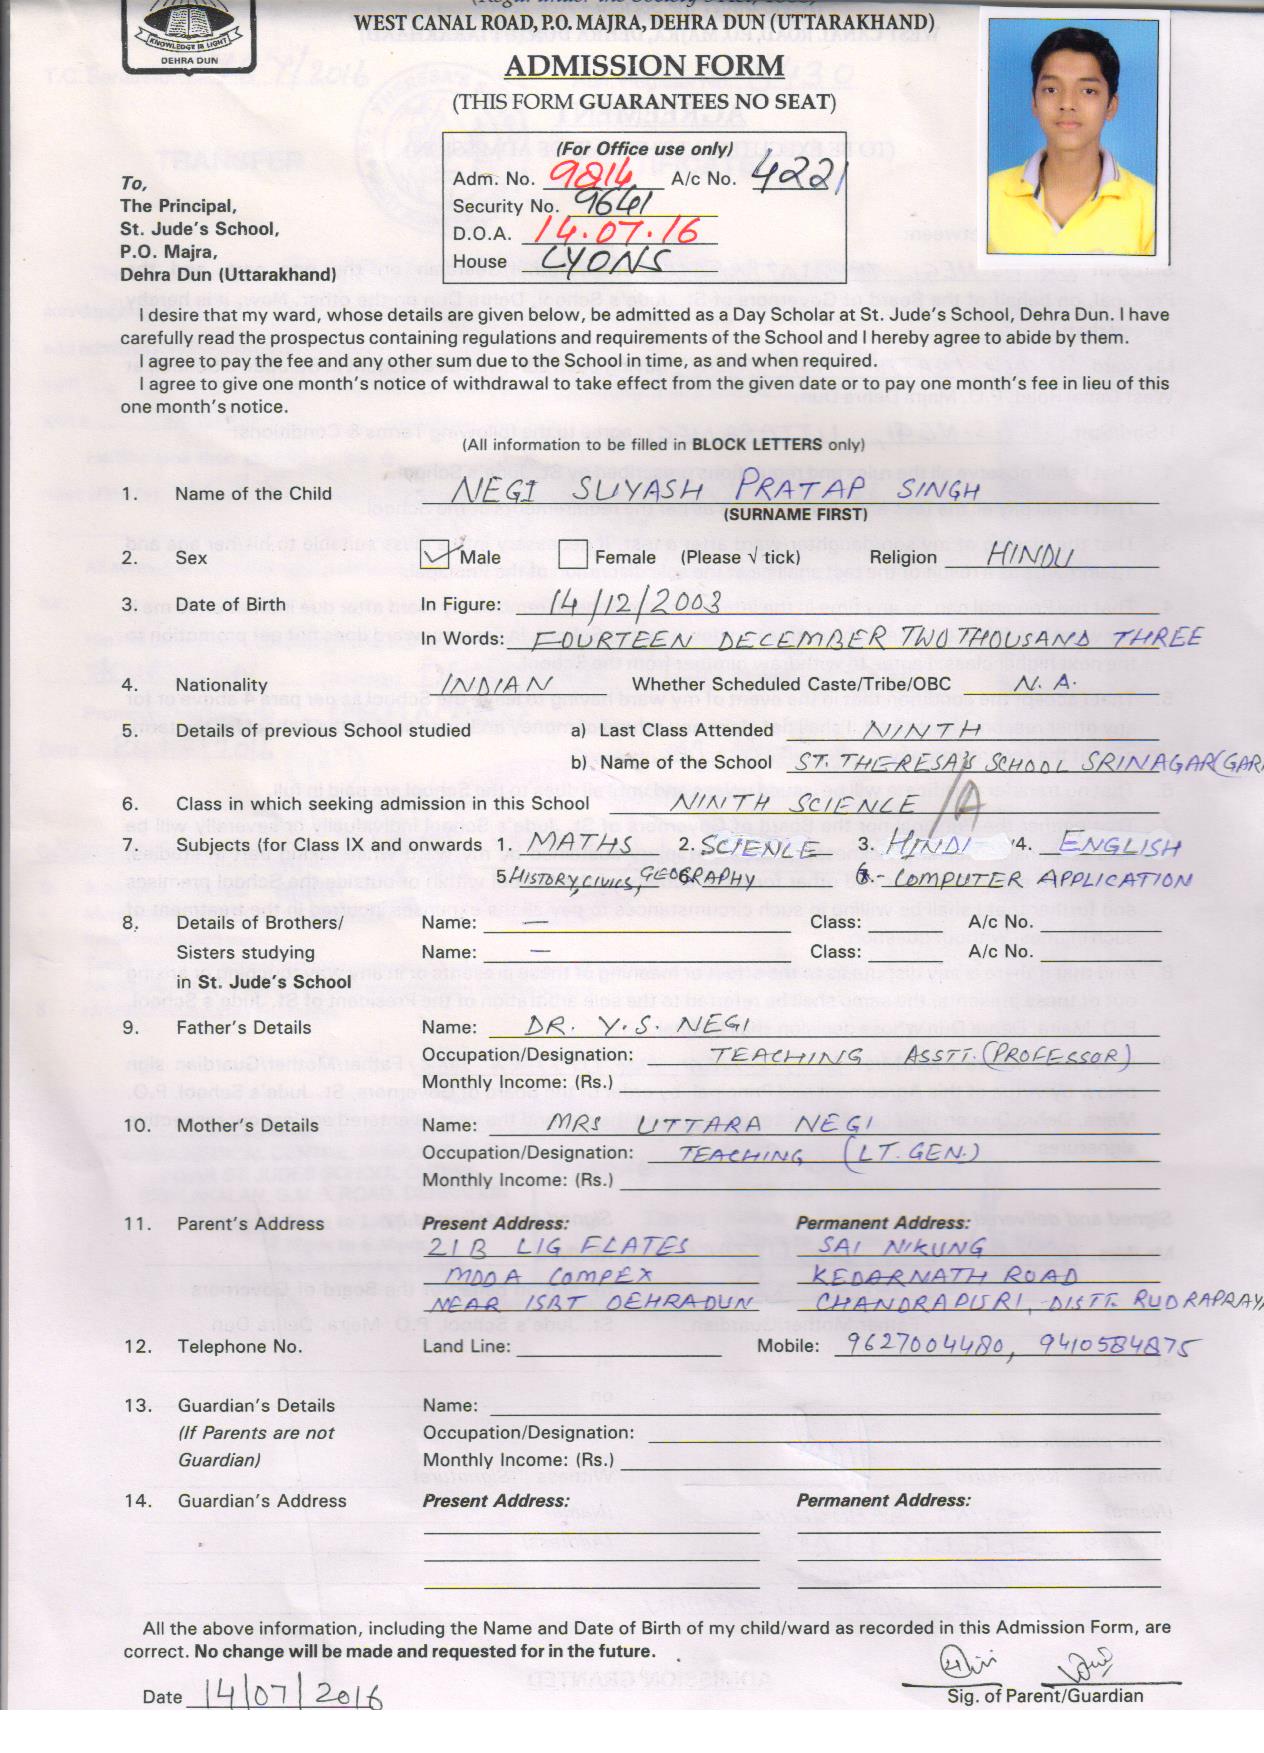 KNOWLEDGE IS LIGHT
DEHRA DUN
WEST CANAL ROAD, P.O. MAJRA, DEHRA DUN (UTTARAKHAND)
ADMISSION FORM
(THIS FORM GUARANTEES NO SEAT)
(For Office use only)
Adm. No. 9814 A/c No. 4221
Security No. 9641
D.O.A. 14.07.16
House LYONS
To,
The Principal,
St. Jude's School,
P.O. Majra,
Dehra Dun (Uttarakhand)
I desire that my ward, whose details are given below, be admitted as a Day Scholar at St. Jude's School, Dehra Dun. I have
carefully read the prospectus containing regulations and requirements of the School and I hereby agree to abide by them.
I agree to pay the fee and any other sum due to the School in time, as and when required.
I agree to give one month's notice of withdrawal to take effect from the given date or to pay one month's fee in lieu of this
one month's notice.
(All information to be filled in BLOCK LETTERS only)
1. Name of the Child NEGI SUYASH PRATAP SINGH
(SURNAME FIRST)
2. Sex Male Female (Please √ tick) Religion HINDU
3. Date of Birth In Figure: 14/12/2003
In Words: FOURTEEN DECEMBER TWO THOUSAND THREE
4. Nationality INDIAN Whether Scheduled Caste/Tribe/OBC N.A.
5. Details of previous School studied a) Last Class Attended NINTH
b) Name of the School ST. THERESA'S SCHOOL SRINAGAR (GAR
6. Class in which seeking admission in this School NINTH SCIENCE /A
7. Subjects (for Class IX and onwards 1. MATHS 2. SCIENCE 3. HINDI 4. ENGLISH
5 HISTORY, CIVICS, GEOGRAPHY 6.- COMPUTER APPLICATION
8. Details of Brothers/ Name: — Class: A/c No.
Sisters studying Name: — Class: A/c No.
in St. Jude's School
9. Father's Details Name: DR. Y.S. NEGI
Occupation/Designation: TEACHING ASSTT. (PROFESSOR)
Monthly Income: (Rs.)
10. Mother's Details Name: MRS UTTARA NEGI
Occupation/Designation: TEACHING (LT. GEN.)
Monthly Income: (Rs.)
11. Parent's Address Present Address: Permanent Address:
21B LIG FLATES SAI NIKUNG
MDDA COMPEX KEDARNATH ROAD
NEAR ISBT DEHRADUN CHANDRAPURI, DISTT. RUDRAPRAYA
12. Telephone No. Land Line: Mobile: 9627004480, 9410584875
13. Guardian's Details Name:
(If Parents are not Occupation/Designation:
Guardian) Monthly Income: (Rs.)
14. Guardian's Address Present Address: Permanent Address:
All the above information, including the Name and Date of Birth of my child/ward as recorded in this Admission Form, are
correct. No change will be made and requested for in the future.
Date 14/07/2016 Sig. of Parent/Guardian